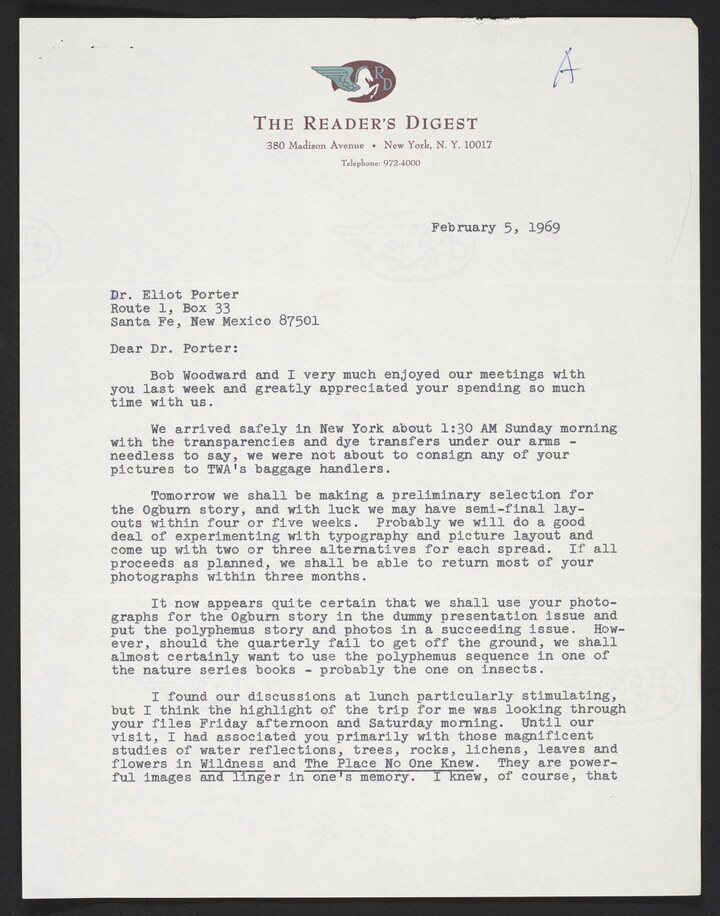 A
RD
THE READER'S DIGEST
380 Madison Avenue • New York, N. Y. 10017
Telephone: 972-4000
February 5, 1969
Dr. Eliot Porter
Route 1, Box 33
Santa Fe, New Mexico 87501
Dear Dr. Porter:
Bob Woodward and I very much enjoyed our meetings with
you last week and greatly appreciated your spending so much
time with us.
We arrived safely in New York about 1:30 AM Sunday morning
with the transparencies and dye transfers under our arms -
needless to say, we were not about to consign any of your
pictures to TWA's baggage handlers.
Tomorrow we shall be making a preliminary selection for
the Ogburn story, and with luck we may have semi-final lay-
outs within four or five weeks. Probably we will do a good
deal of experimenting with typography and picture layout and
come up with two or three alternatives for each spread. If all
proceeds as planned, we shall be able to return most of your
photographs within three months.
It now appears quite certain that we shall use your photo-
graphs for the Ogburn story in the dummy presentation issue and
put the polyphemus story and photos in a succeeding issue. How-
ever, should the quarterly fail to get off the ground, we shall
almost certainly want to use the polyphemus sequence in one of
the nature series books - probably the one on insects.
I found our discussions at lunch particularly stimulating,
but I think the highlight of the trip for me was looking through
your files Friday afternoon and Saturday morning. Until our
visit, I had associated you primarily with those magnificent
studies of water reflections, trees, rocks, lichens, leaves and
flowers in Wildness and The Place No One Knew. They are power-
ful images and linger in one's memory. I knew, of course, that